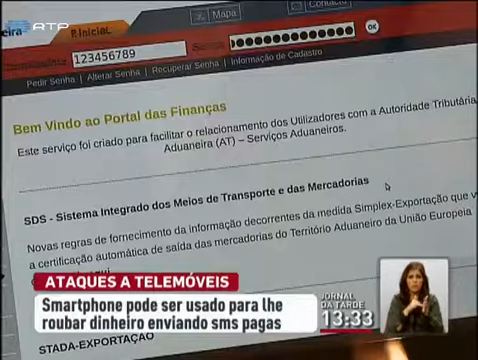 RTP
P. Inicial
Mapa
Contacto
123456789
Senha
OK
Pedir Senha | Alterar Senha | Recuperar Senha | Informação de Cadastro
Bem Vindo ao Portal das Finanças
Este serviço foi criado para facilitar o relacionamento dos Utilizadores com a Autoridade Tributária
Aduaneira (AT) – Serviços Aduaneiros.
SDS - Sistema Integrado dos Meios de Transporte e das Mercadorias
Novas regras de fornecimento da Informação decorrentes da medida Simplex-Exportação que v
a certificação automática de saída das mercadorias do Território Aduaneiro da União Europeia
ATAQUES A TELEMÓVEIS
Smartphone pode ser usado para lhe
roubar dinheiro enviando sms pagas
JORNAL
DA TARDE
13:33
STADA-EXPORTAÇÃO